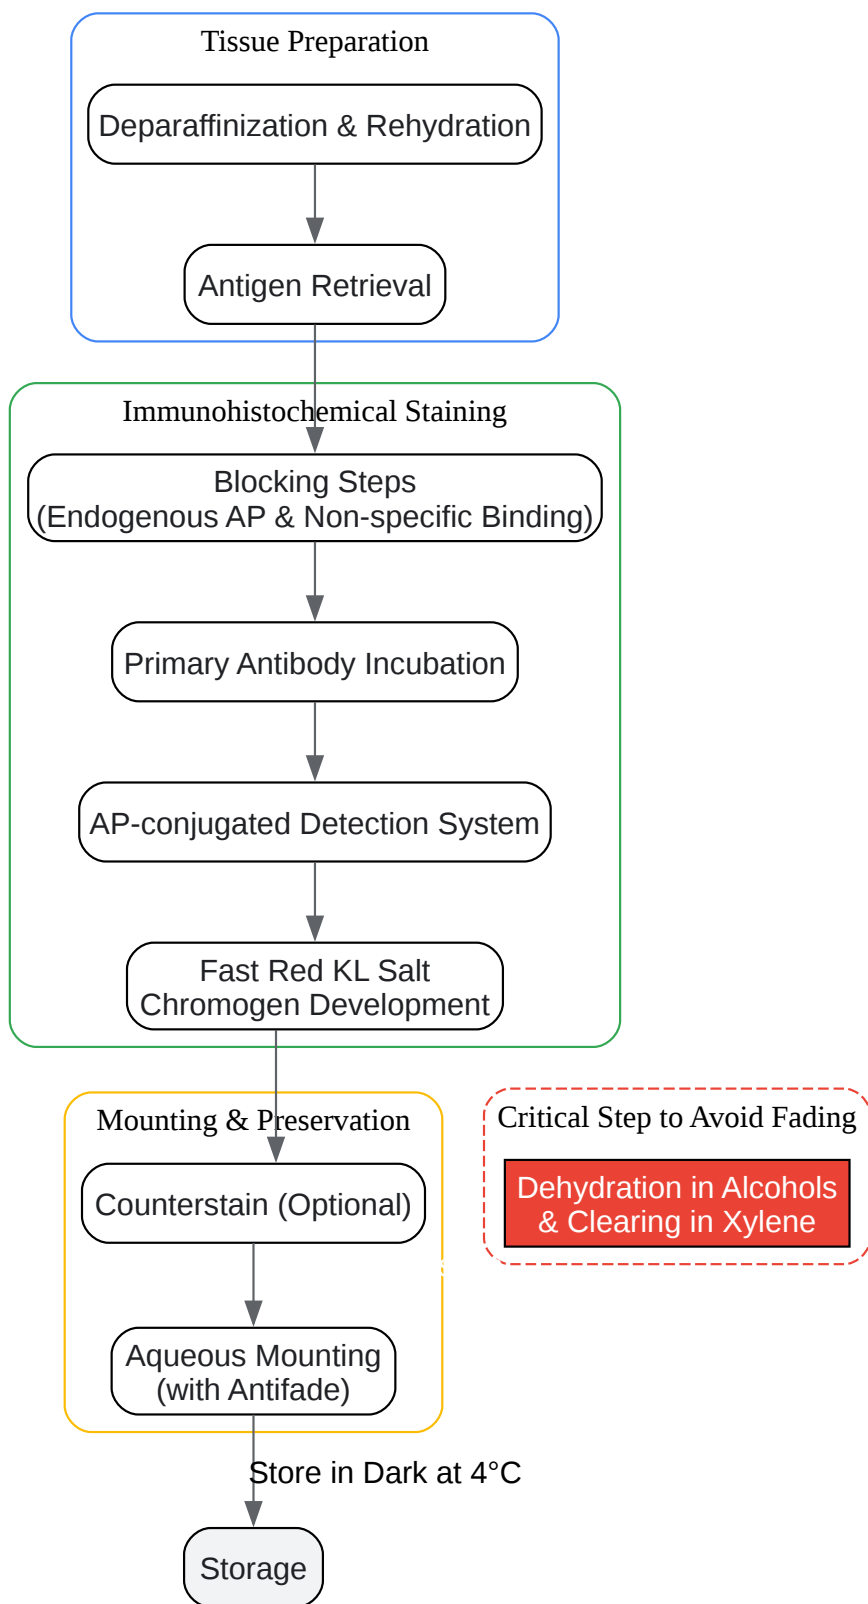 Tissue Preparation
Deparaffinization & Rehydration
Antigen Retrieval
Immunohistochemical Staining
Blocking Steps
(Endogenous AP & Non-specific Binding)
Primary Antibody Incubation
AP-conjugated Detection System
Fast Red KL Salt
Chromogen Development
Mounting & Preservation
Counterstain (Optional)
Critical Step to Avoid Fading
Dehydration in Alcohols
& Clearing in Xylene
Aqueous Mounting
(with Antifade)
Store in Dark at 4°C
Storage